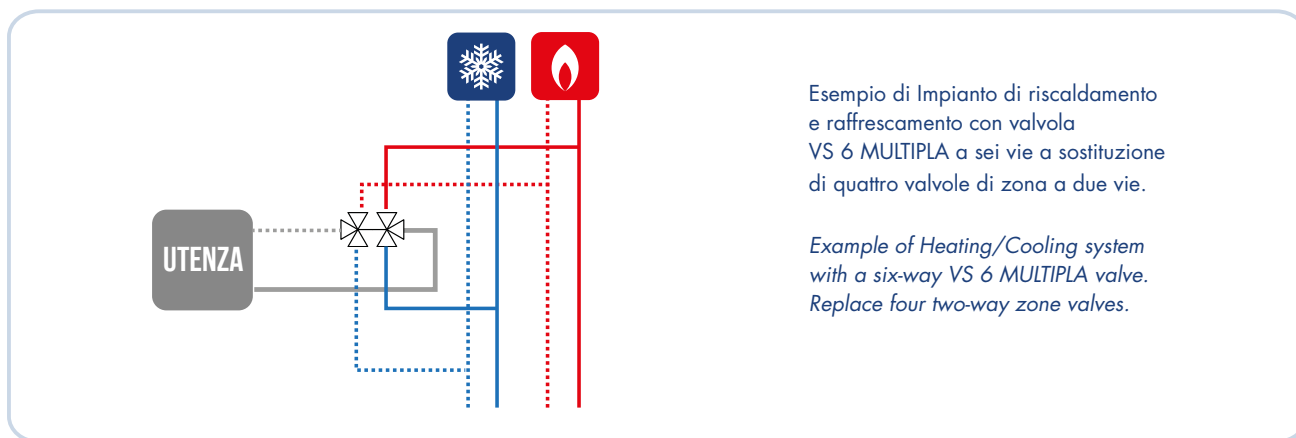 UTENZA
Esempio di Impianto di riscaldamento
e raffrescamento con valvola
VS 6 MULTIPLA a sei vie a sostituzione
di quattro valvole di zona a due vie.
Example of Heating/Cooling system
with a six-way VS 6 MULTIPLA valve.
Replace four two-way zone valves.